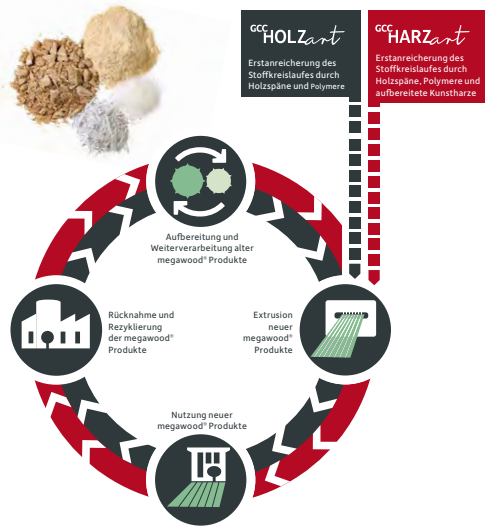 GCC HOLZart
Erstanreicherung des
Stoffkreislaufes durch
Holzspäne und Polymere
GCC HARZart
Erstanreicherung des
Stoffkreislaufes durch
Holzspäne, Polymere und
aufbereitete Kunstharze
Aufbereitung und
Weiterverarbeitung alter
megawood® Produkte
Rücknahme und
Rezyklierung
der megawood®
Produkte
Extrusion
neuer
megawood®
Produkte
Nutzung neuer
megawood® Produkte